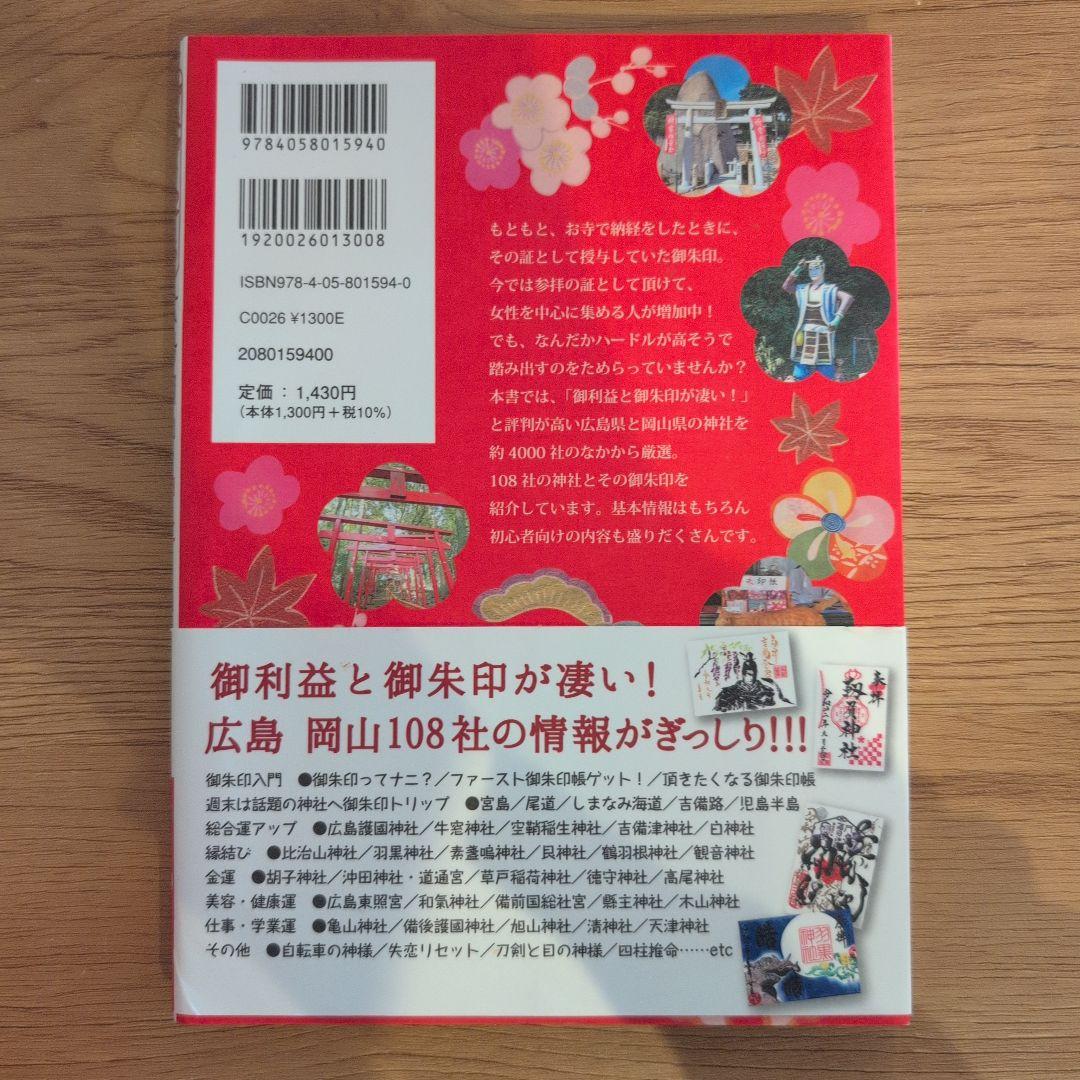 9784058015940
1920026013008
ISBN978-4-05-801594-0
C0026 ¥1300E
2080159400
定価：1,430円
（本体1,300円＋税10%）
もともと、お寺で納経をしたときに、
その証として授与していた御朱印。
今では参拝の証として頂けて、
女性を中心に集める人が増加中！
でも、なんだかハードルが高そうで
踏み出すのをためらっていませんか？
本書では、「御利益と御朱印が凄い！」
と評判が高い広島県と岡山県の神社を
約4000社のなかから厳選。
108社の神社とその御朱印を
紹介しています。基本情報はもちろん
初心者向けの内容も盛りだくさんです。
御利益と御朱印が凄い！
広島 岡山108社の情報がぎっしり!!!
御朱印入門 ●御朱印ってナニ？／ファースト御朱印帳ゲット！／頂きたくなる御朱印帳
週末は話題の神社へ御朱印トリップ ●宮島／尾道／しまなみ海道／吉備路／児島半島
総合運アップ ●広島護國神社／牛窓神社／空鞘稲生神社／吉備津神社／白神社
縁結び ●比治山神社／羽黒神社／素盞嗚神社／艮神社／鶴羽根神社／観音神社
金運 ●胡子神社／沖田神社・道通宮／草戸稲荷神社／徳守神社／高尾神社
美容・健康運 ●広島東照宮／和氣神社／備前国総社宮／縣主神社／木山神社
仕事・学業運 ●亀山神社／備後護國神社／旭山神社／清神社／天津神社
その他 ●自転車の神様／失恋リセット／刀剣と目の神様／四柱推命……etc
奉拝
羽黒神社